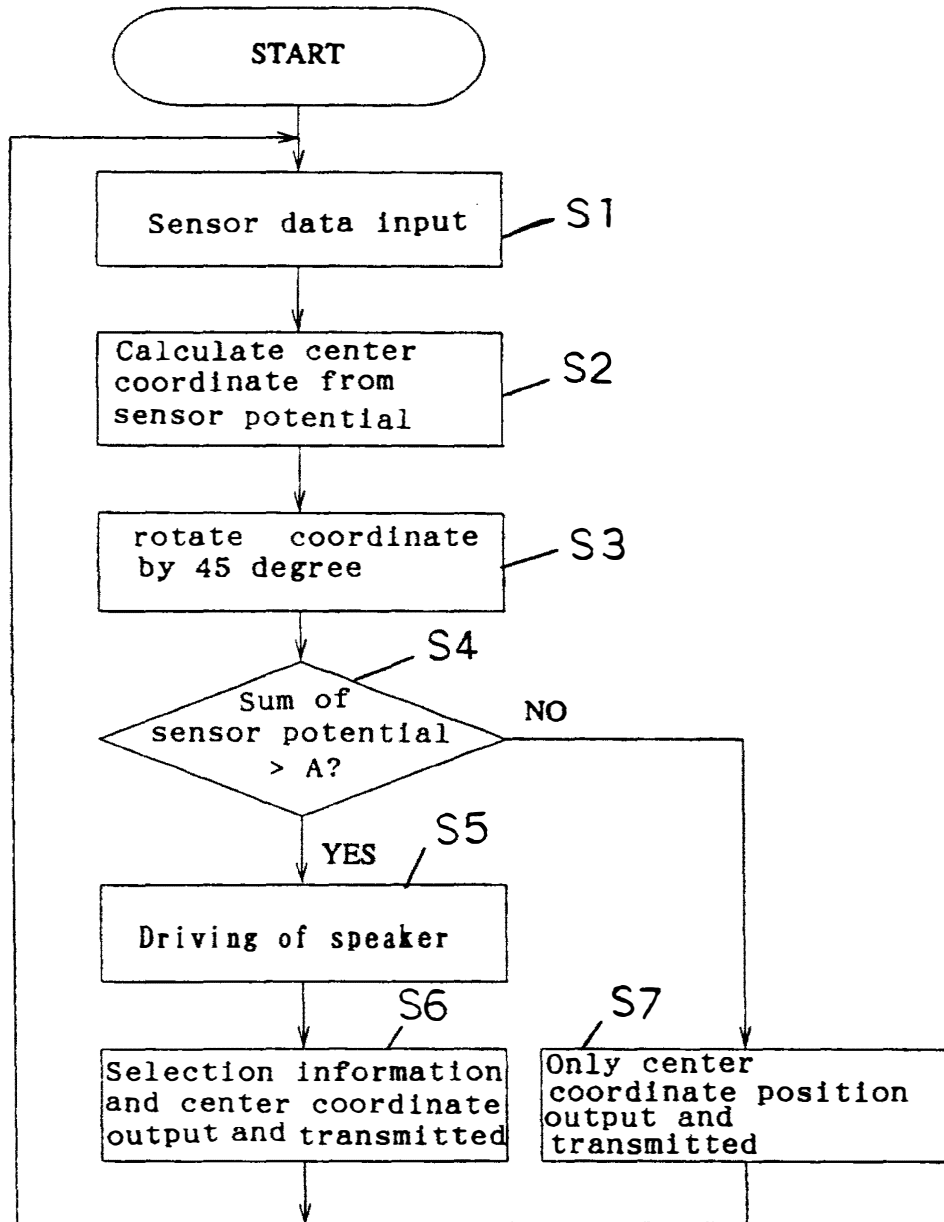 START
Sensor data input
S1
Calculate center
coordinate from
sensor potential
S2
rotate coordinate
by 45 degree
S3
S4
Sum of
sensor potential
> A?
NO
YES
S5
Driving of speaker
S6
Selection information
and center coordinate
output and transmitted
S7
Only center
coordinate position
output and
transmitted